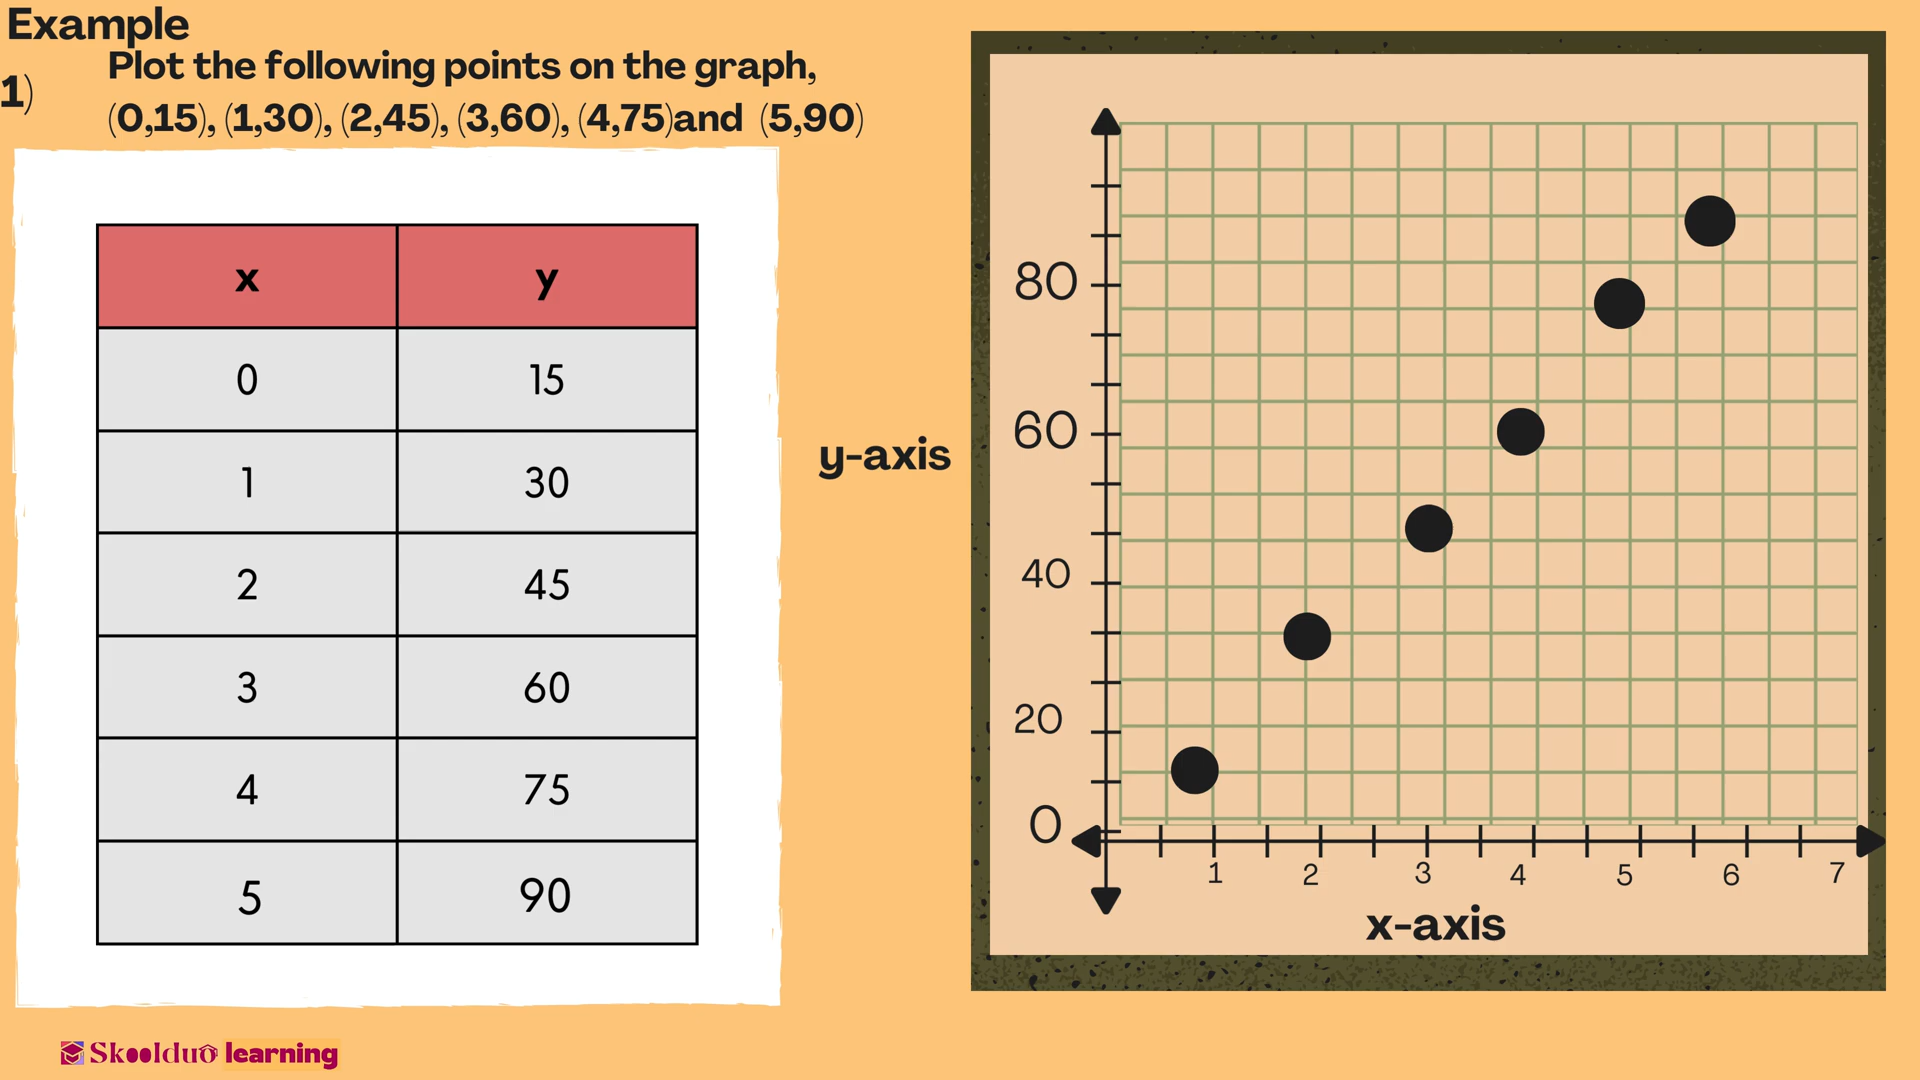 Example
1)
Plot the following points on the graph,
(0,15), (1,30), (2,45), (3,60), (4,75)and (5,90)
x y
0 15
1 30
2 45
3 60
4 75
5 90
y-axis
80
60
40
20
0
1 2 3 4 5 6 7
x-axis
Skoolduo learning